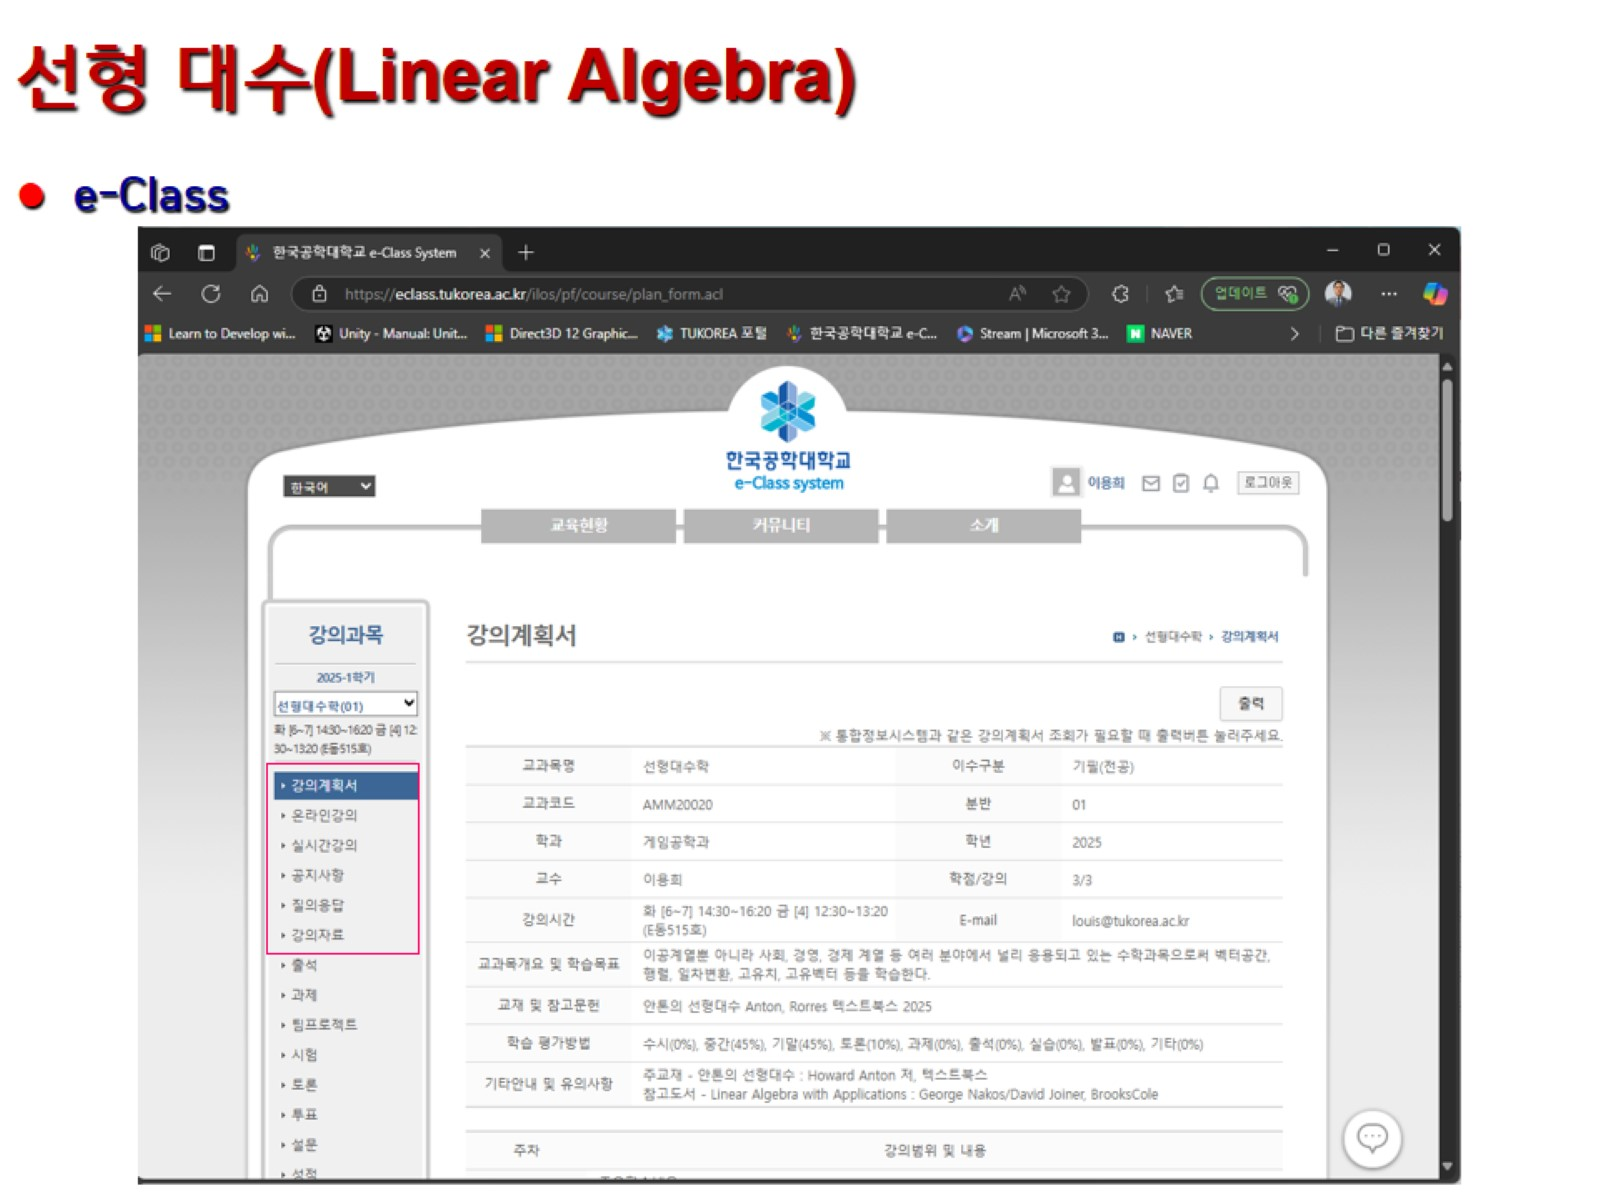 선형 대수(Linear Algebra)
e-Class
한국공학대학교 e-Class System
https://eclass.tukorea.ac.kr/ilos/pf/course/plan_form.acl
업데이트
Learn to Develop wi... Unity - Manual: Unit... Direct3D 12 Graphic... TUKOREA 포털 한국공학대학교 e-C... Stream | Microsoft 3... NAVER 다른 즐겨찾기
한국공학대학교
e-Class system
한국어
이용희 로그아웃
교육현황 커뮤니티 소개
강의과목
2025-1학기
선형대수학(01)
화 [6~7] 14:30~16:20 금 [4] 12:
30~13:20 (E동515호)
강의계획서
온라인강의
실시간강의
공지사항
질의응답
강의자료
출석
과제
팀프로젝트
시험
토론
투표
설문
성적
강의계획서
선형대수학 › 강의계획서
출력
※ 통합정보시스템과 같은 강의계획서 조회가 필요할 때 출력버튼 눌러주세요.
교과목명 선형대수학 이수구분 기필(전공)
교과코드 AMM20020 분반 01
학과 게임공학과 학년 2025
교수 이용희 학점/강의 3/3
강의시간 화 [6~7] 14:30~16:20 금 [4] 12:30~13:20
(E동515호) E-mail louis@tukorea.ac.kr
교과목개요 및 학습목표 이공계열뿐 아니라 사회, 경영, 경제 계열 등 여러 분야에서 널리 응용되고 있는 수학과목으로써 벡터공간,
행렬, 일차변환, 고유치, 고유벡터 등을 학습한다.
교재 및 참고문헌 안톤의 선형대수 Anton, Rorres 텍스트북스 2025
학습 평가방법 수시(0%), 중간(45%), 기말(45%), 토론(10%), 과제(0%), 출석(0%), 실습(0%), 발표(0%), 기타(0%)
기타안내 및 유의사항 주교재 - 안톤의 선형대수 : Howard Anton 저, 텍스트북스
참고도서 - Linear Algebra with Applications : George Nakos/David Joiner, BrooksCole
주차 강의범위 및 내용